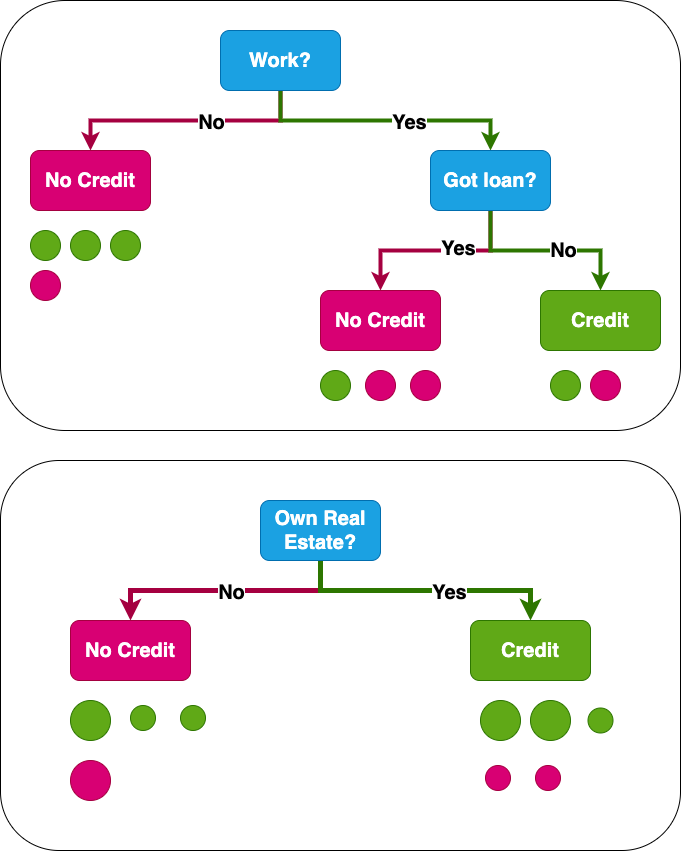 Work?
No
Yes
No Credit
Got loan?
Yes
No
No Credit
Credit
Own Real
Estate?
No
Yes
No Credit
Credit